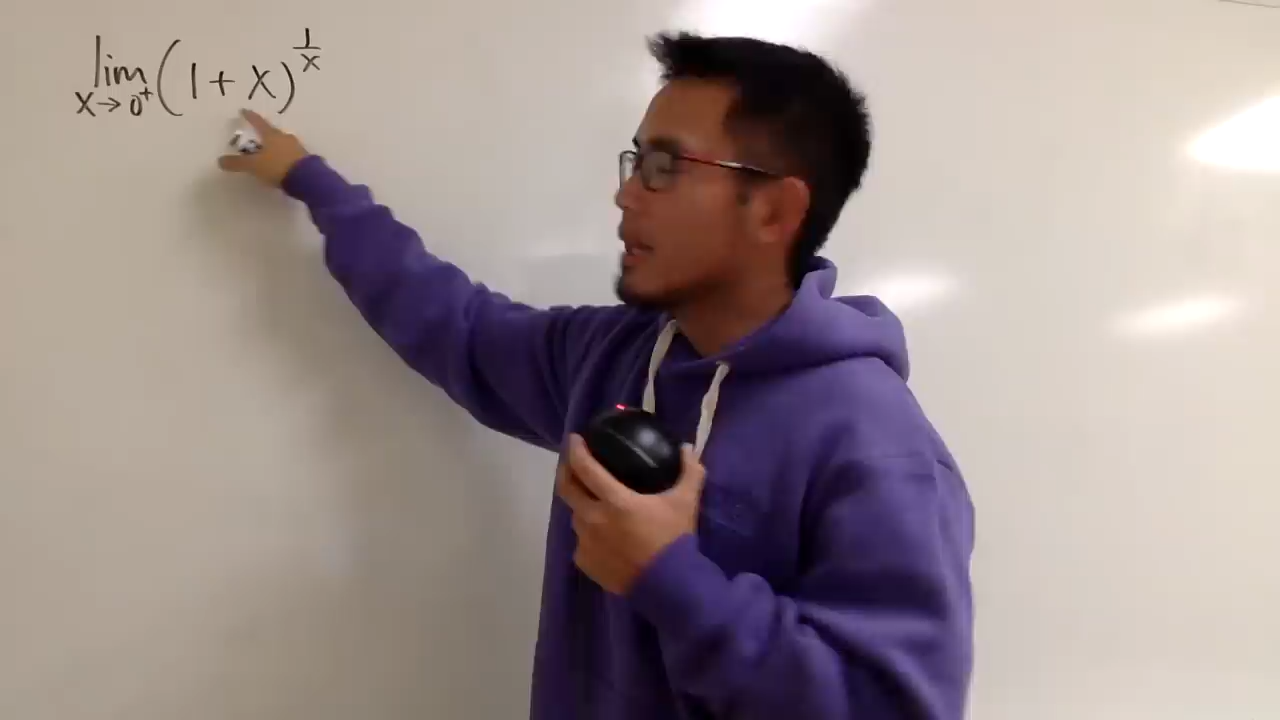 lim x→0⁺ (1+x)^(1/x)